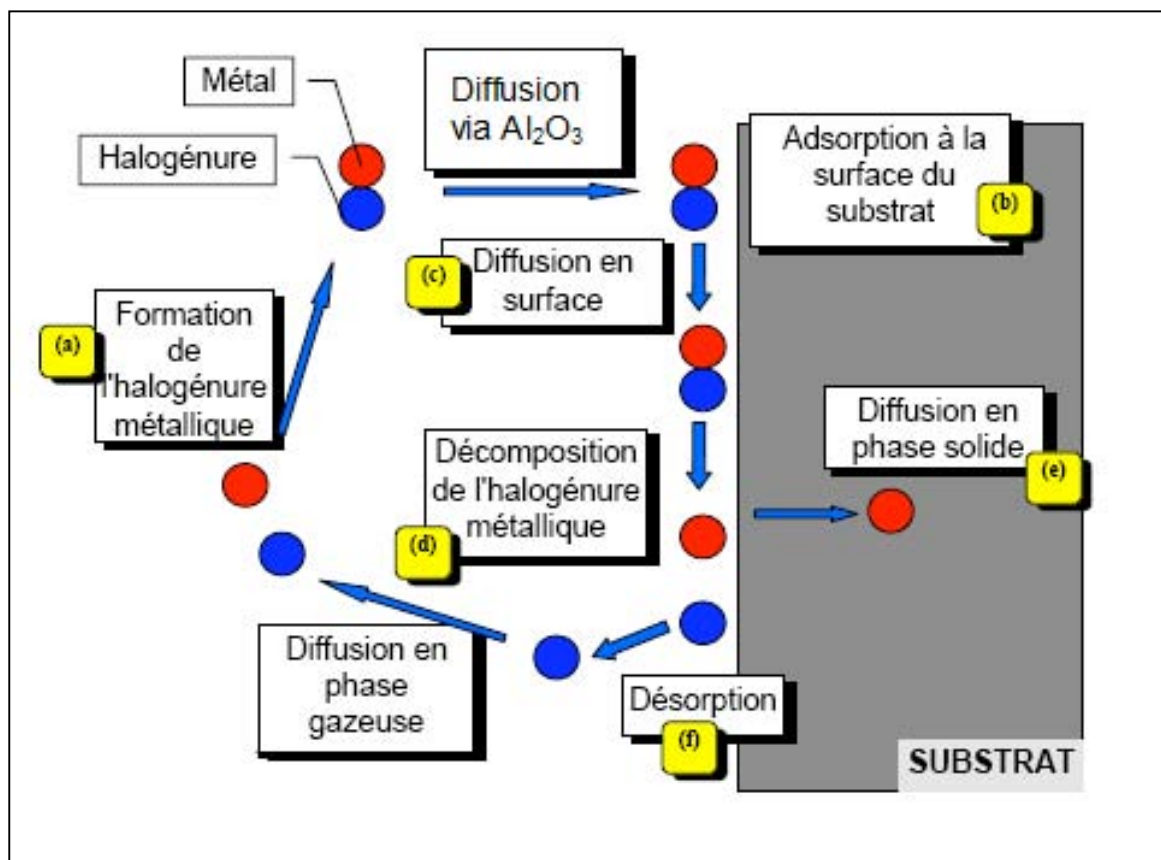 Métal
Halogénure
Diffusion
via Al₂O₃
Adsorption à la
surface du
substrat
(b)
(c)
Diffusion en
surface
(a)
Formation
de
l'halogénure
métallique
Diffusion en
phase solide
(e)
Décomposition
de l'halogénure
métallique
(d)
Diffusion en
phase
gazeuse
Désorption
(f)
SUBSTRAT